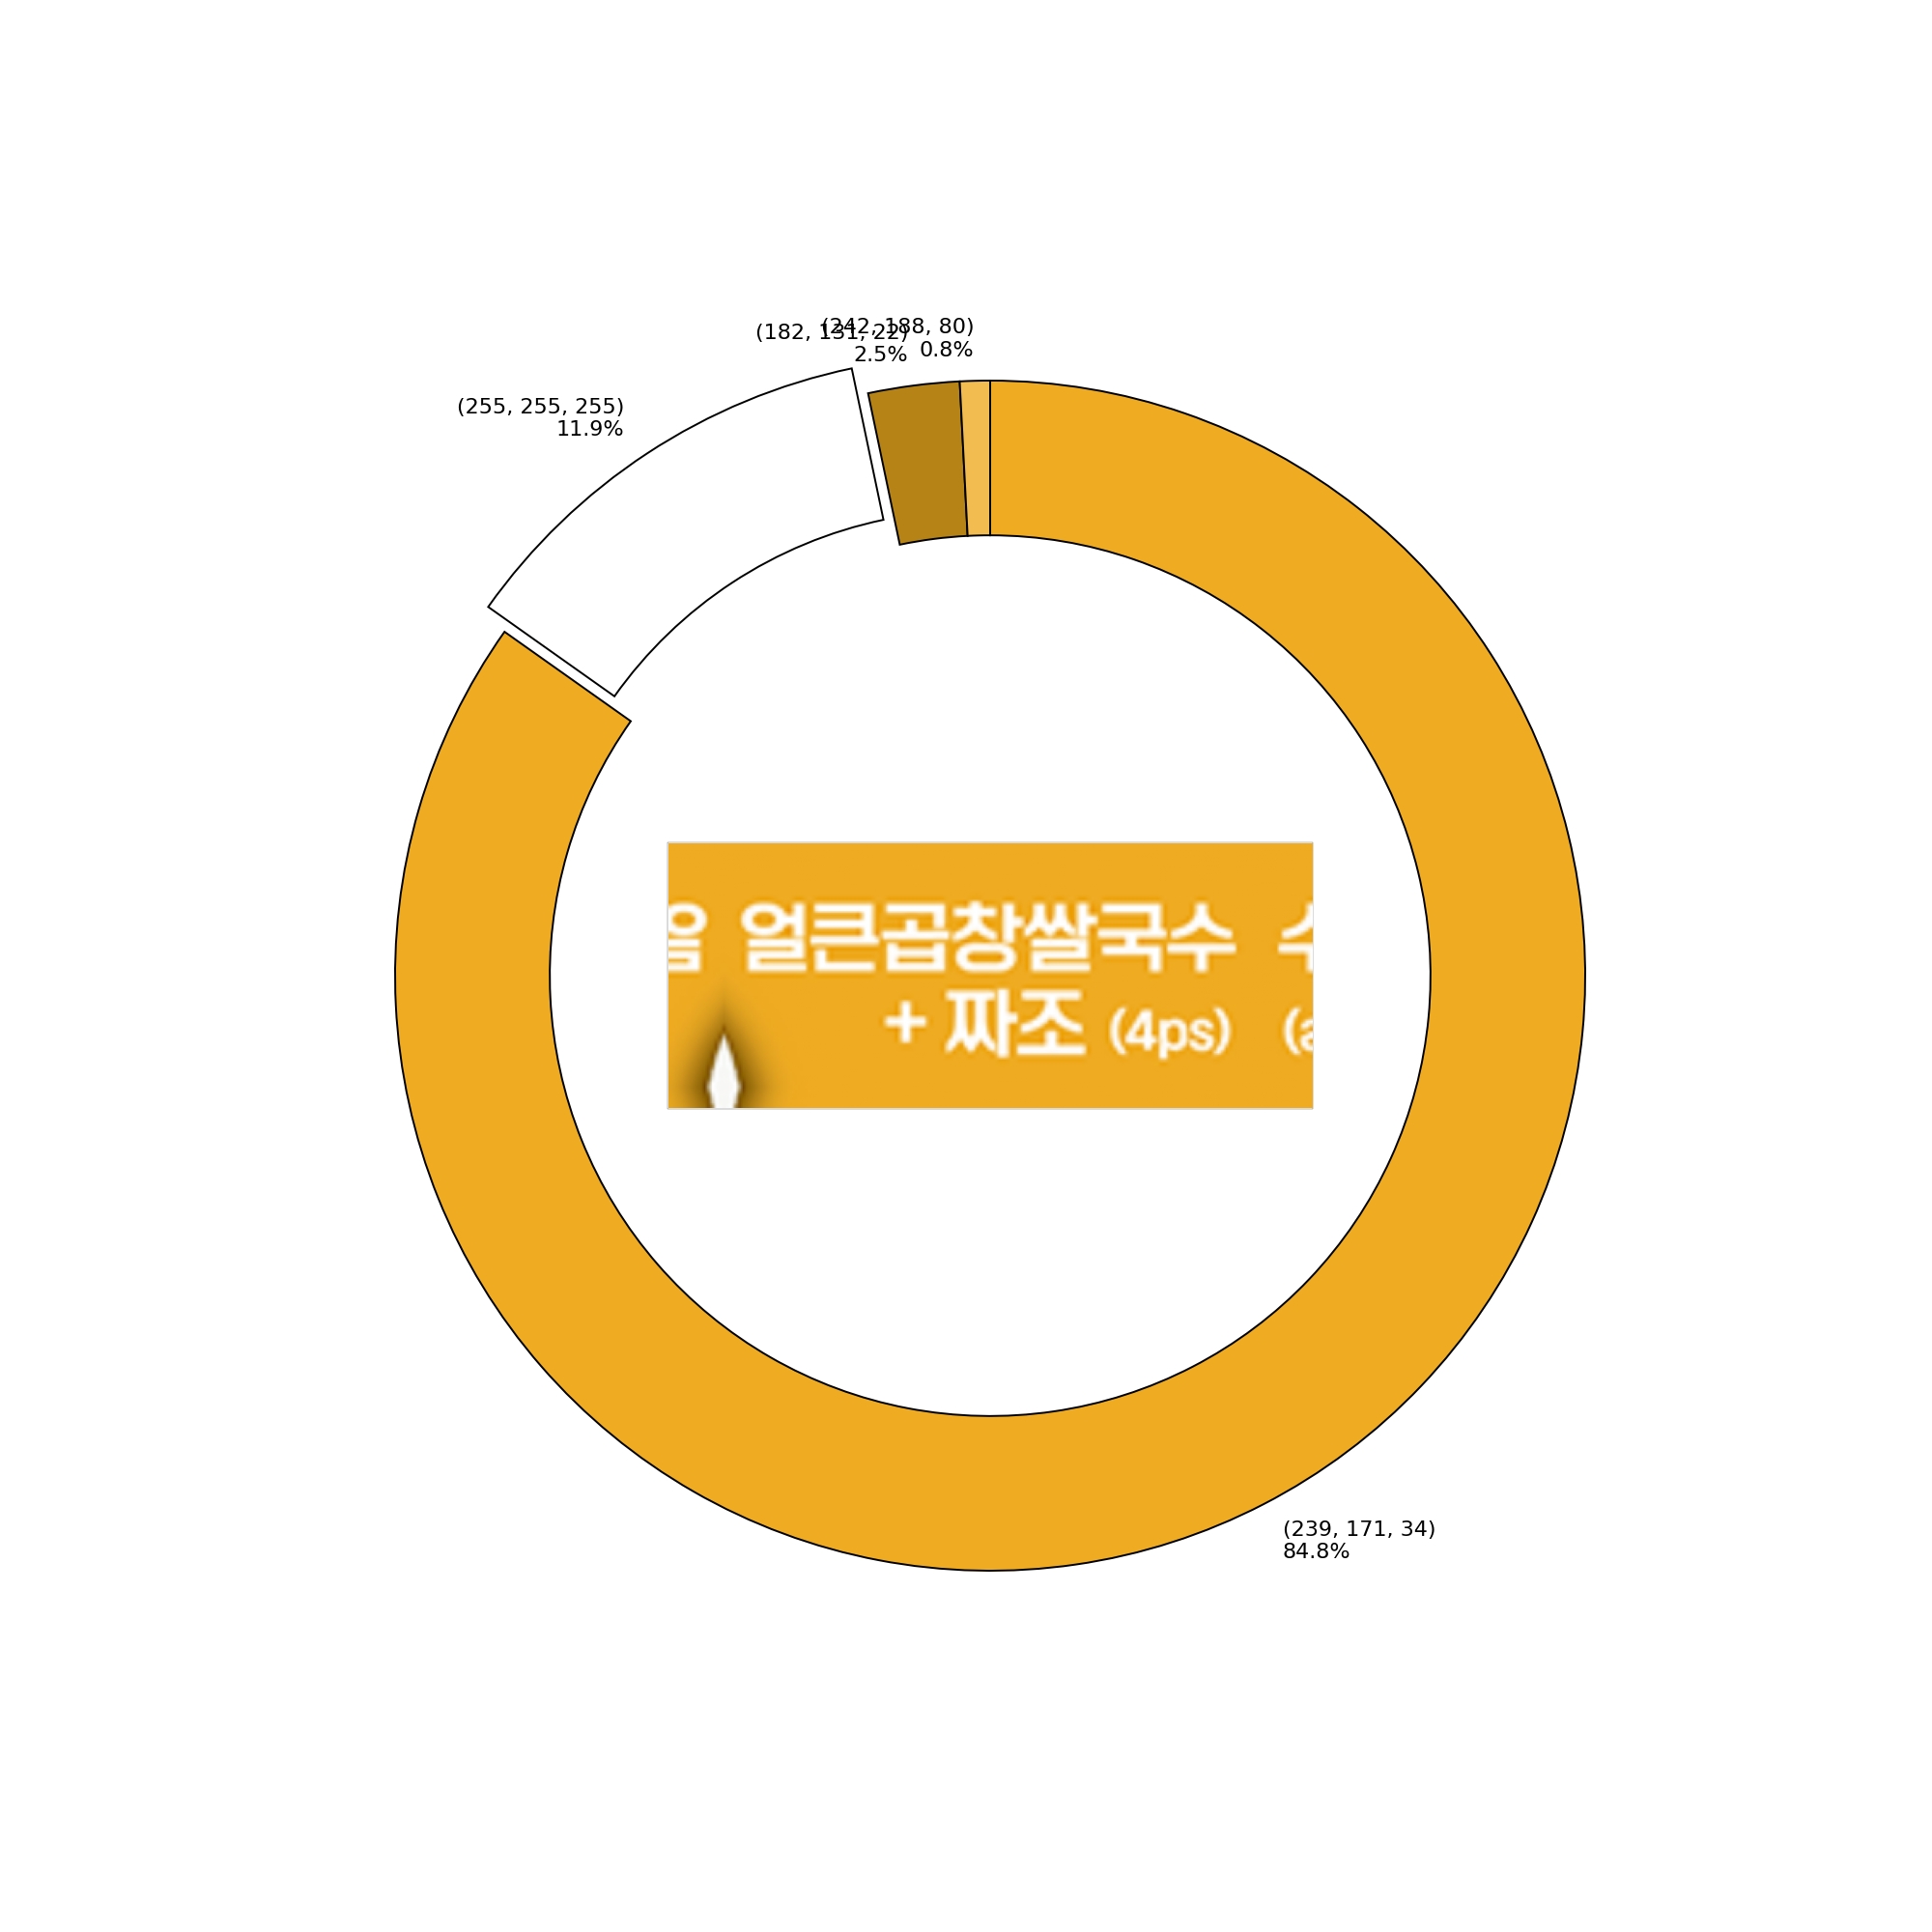 (242, 188, 80)
0.8%
(182, 131, 22)
2.5%
(255, 255, 255)
11.9%
얼큰곱창쌀국수
+ 짜조 (4ps)
(239, 171, 34)
84.8%